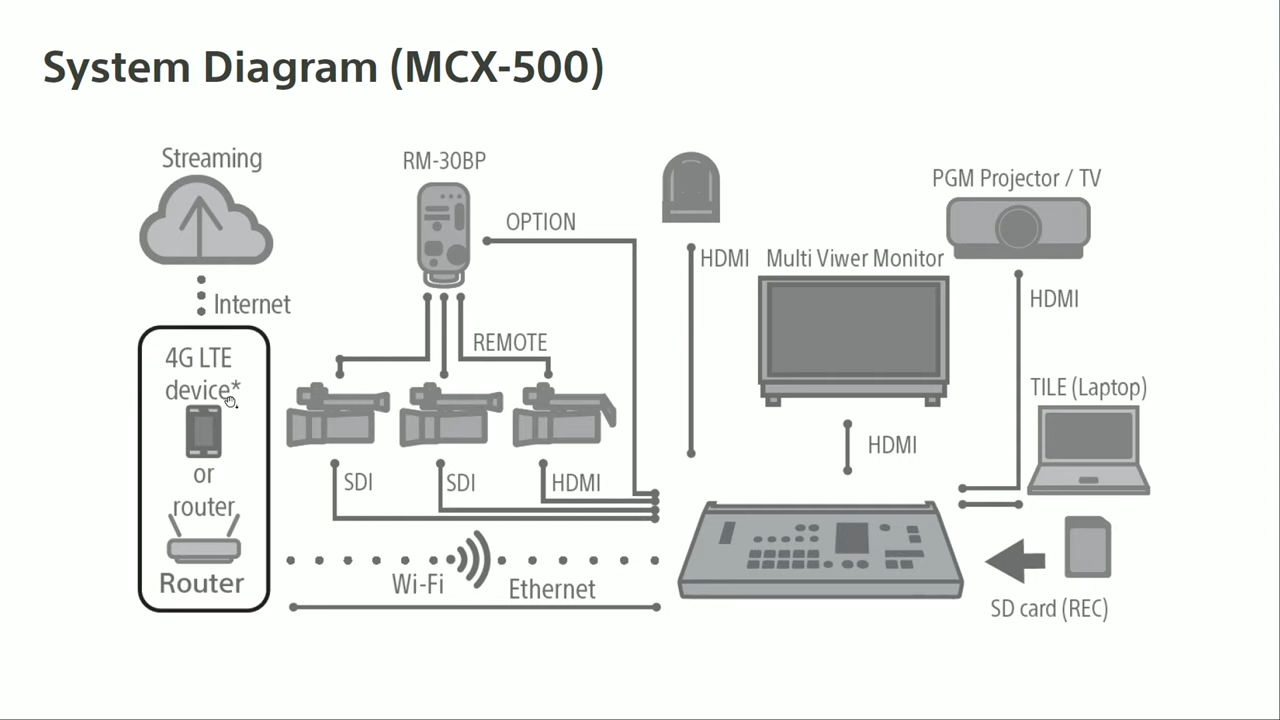 System Diagram (MCX-500)
Streaming
Internet
4G LTE
device*
or
router
Router
RM-30BP
OPTION
REMOTE
SDI
SDI
HDMI
Wi-Fi
Ethernet
HDMI
Multi Viwer Monitor
HDMI
PGM Projector / TV
HDMI
TILE (Laptop)
SD card (REC)